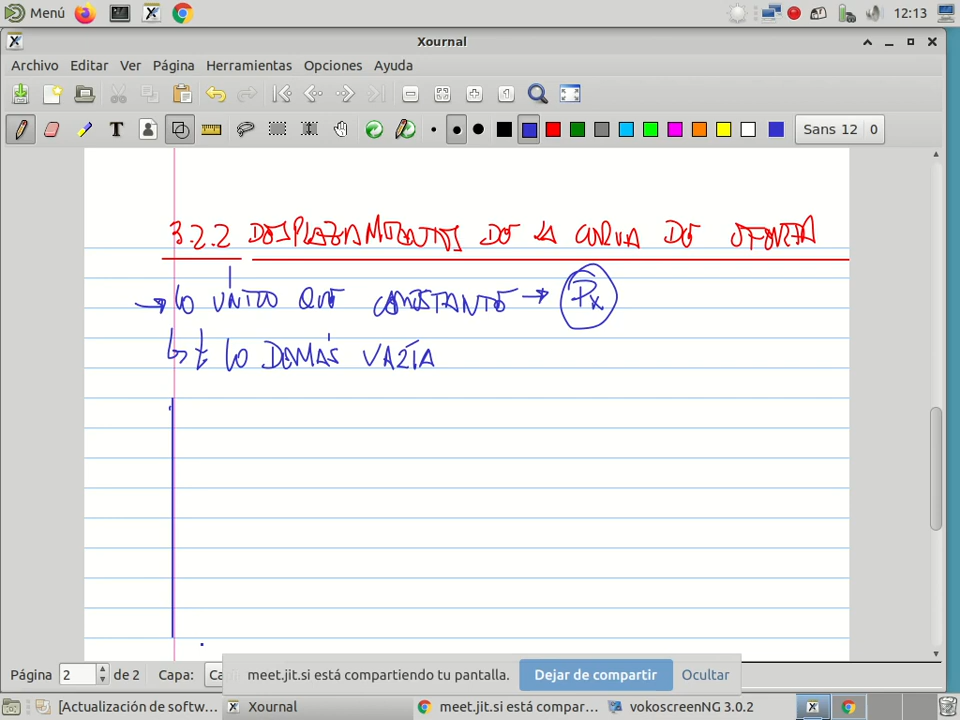 Menú
12:13
Xournal
Archivo Editar Ver Página Herramientas Opciones Ayuda
Sans 12 0
3.2.2 DESPLAZAMIENTOS DE LA CURVA DE OFERTA
→ LO ÚNICO QUE CONSTANTE → P̄x
↳ t LO DEMÁS VARÍA
Página 2 de 2 Capa: Ca
meet.jit.si está compartiendo tu pantalla. Dejar de compartir Ocultar
[Actualización de softw... Xournal meet.jit.si está compar... vokoscreenNG 3.0.2